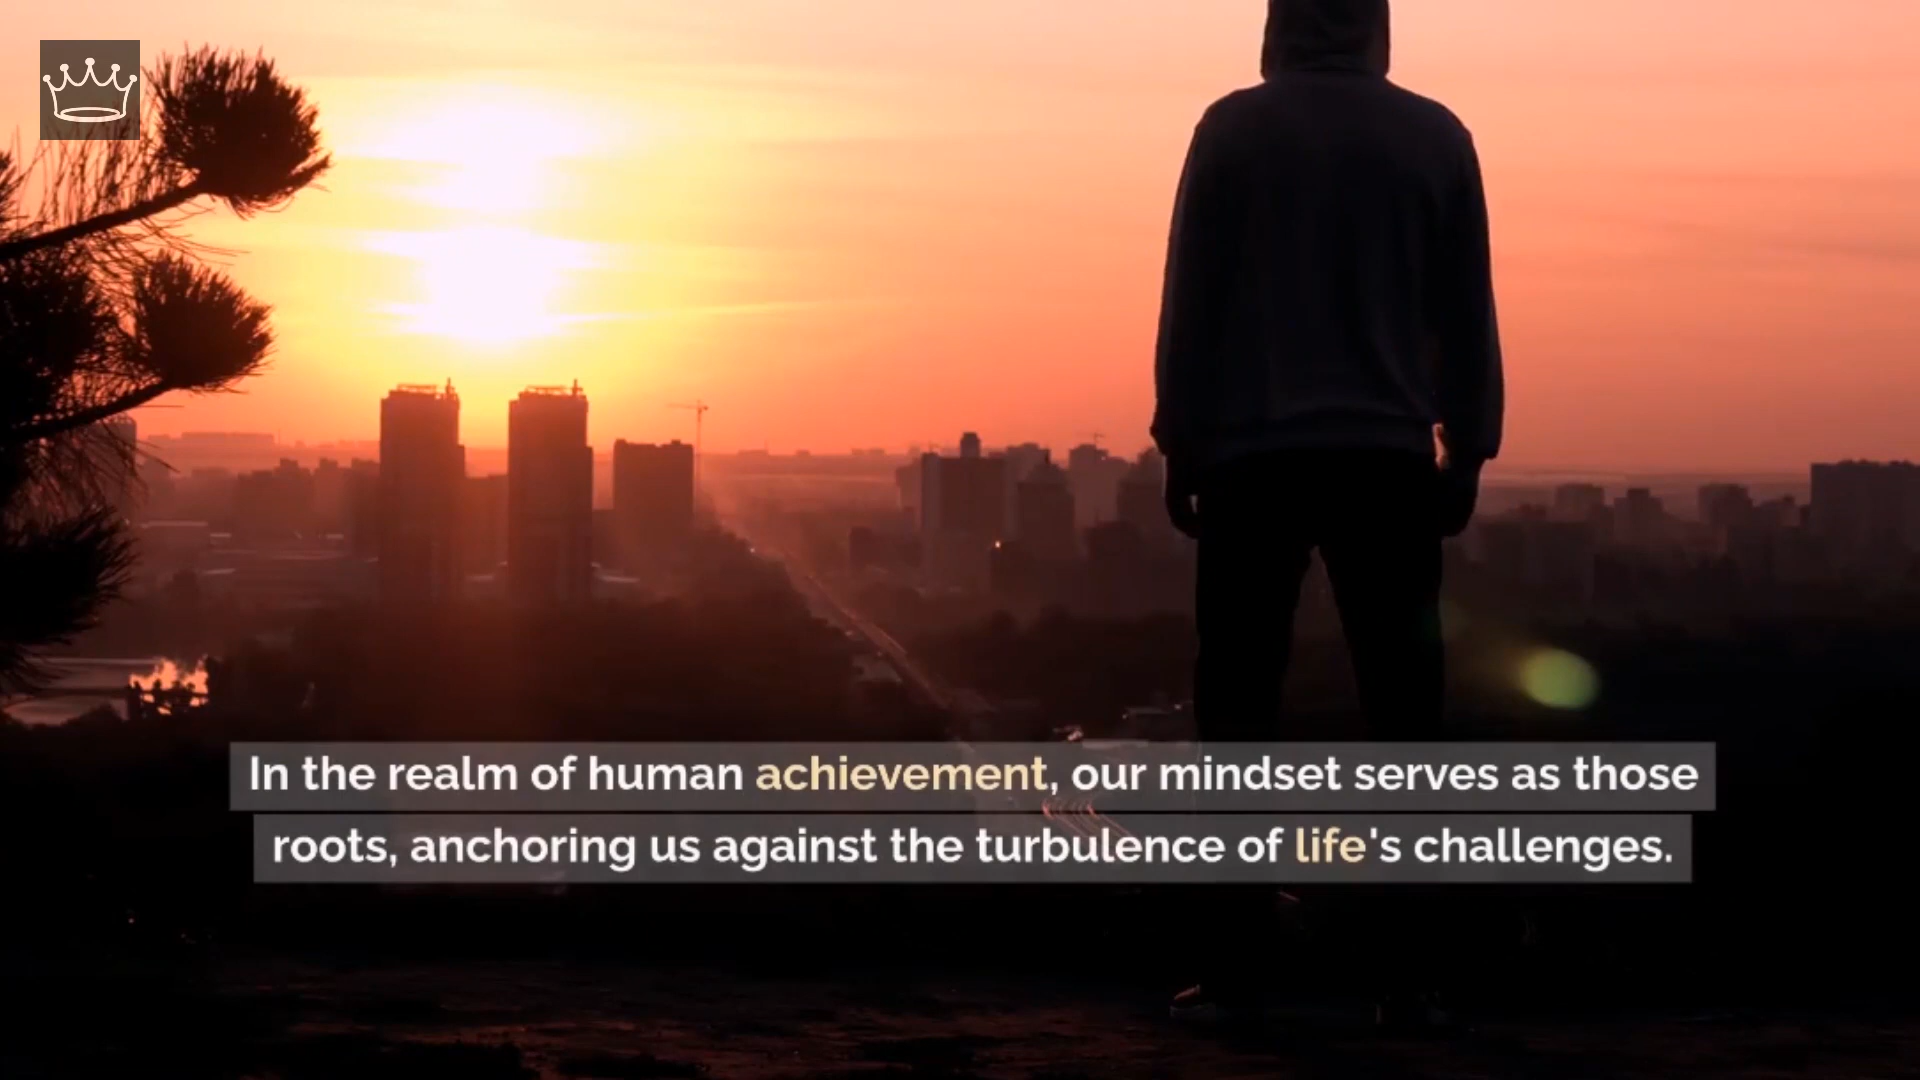 In the realm of human achievement, our mindset serves as those
roots, anchoring us against the turbulence of life's challenges.